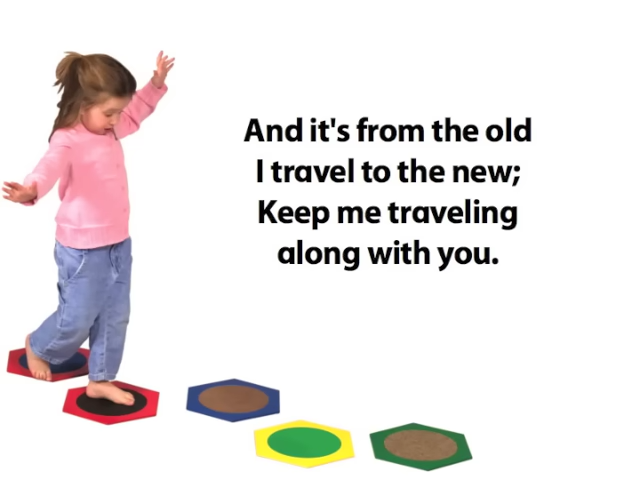 And it's from the old
I travel to the new;
Keep me traveling
along with you.